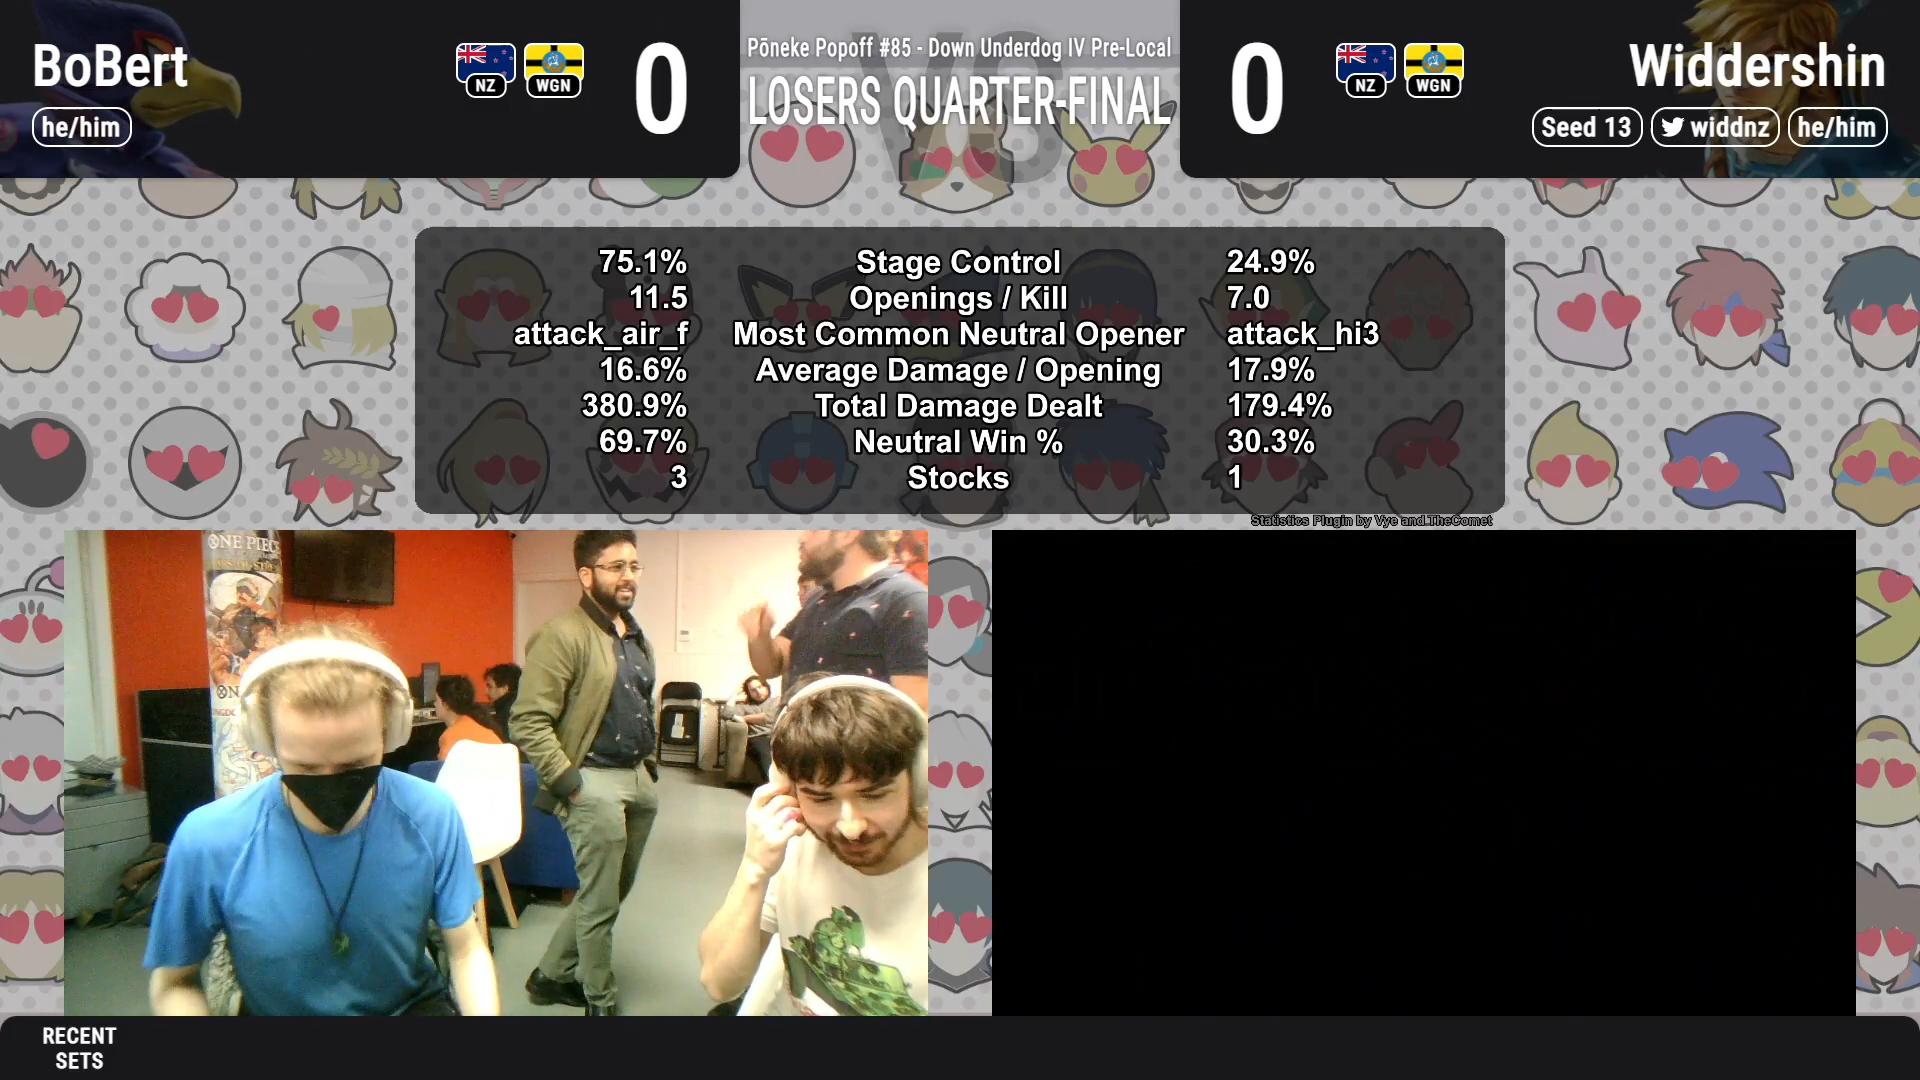 BoBert
he/him
NZ
WGN
0
Pōneke Popoff #85 - Down Underdog IV Pre-Local
VS
LOSERS QUARTER-FINAL
0
NZ
WGN
Widdershin
Seed 13
widdnz
he/him
75.1% Stage Control 24.9%
11.5 Openings / Kill 7.0
attack_air_f Most Common Neutral Opener attack_hi3
16.6% Average Damage / Opening 17.9%
380.9% Total Damage Dealt 179.4%
69.7% Neutral Win % 30.3%
3 Stocks 1
Statistics Plugin by Vye and TheComet
ONE PIECE
RECENT
SETS